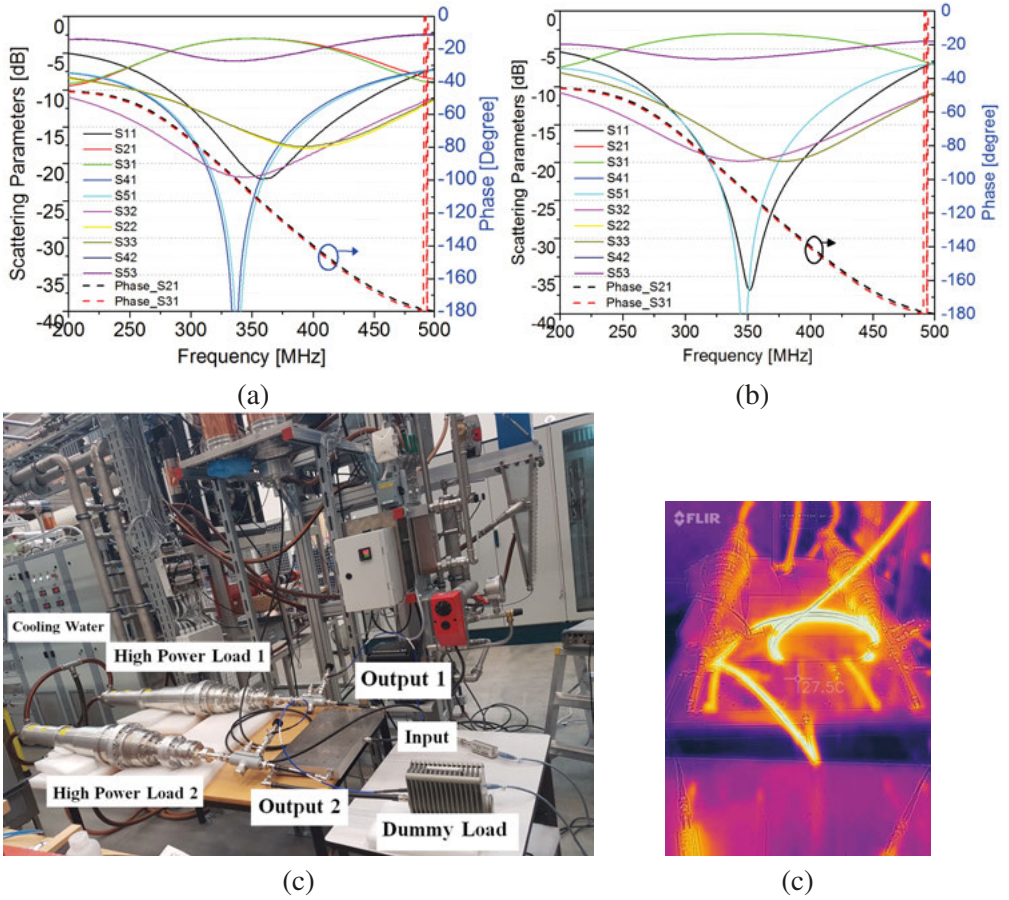 0
-5
-10
-15
-20
-25
-30
-35
-40
Scattering Parameters [dB]
S11
S21
S31
S41
S51
S32
S22
S33
S42
S53
Phase_S21
Phase_S31
0
-20
-40
-60
-80
-100
-120
-140
-160
-180
Phase [Degree]
200 250 300 350 400 450 500
Frequency [MHz]
(a)
0
-5
-10
-15
-20
-25
-30
-35
-40
Scattering Parameters [dB]
S11
S21
S31
S41
S51
S32
S22
S33
S42
S53
Phase_S21
Phase_S31
0
-20
-40
-60
-80
-100
-120
-140
-160
-180
Phase [degree]
200 250 300 350 400 450 500
Frequency [MHz]
(b)
Cooling Water
High Power Load 1
Output 1
Input
High Power Load 2
Output 2
Dummy Load
(c)
FLIR
127.5C
(c)